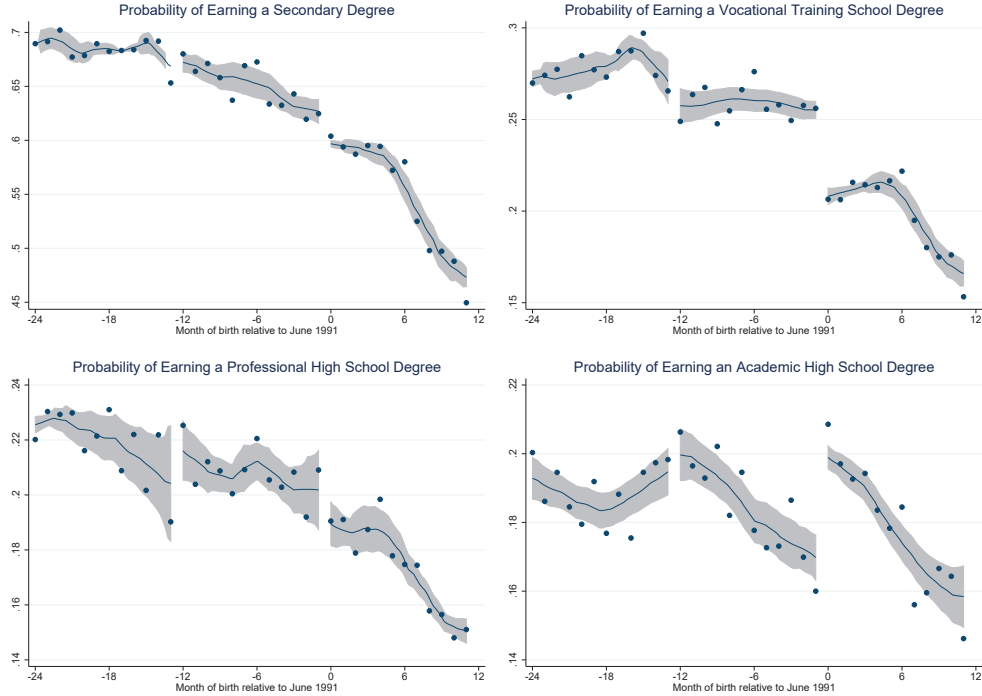 Probability of Earning a Secondary Degree
.7
.65
.6
.55
.5
.45
-24 -18 -12 -6 0 6 12
Month of birth relative to June 1991
Probability of Earning a Vocational Training School Degree
.3
.25
.2
.15
-24 -18 -12 -6 0 6 12
Month of birth relative to June 1991
Probability of Earning a Professional High School Degree
.24
.22
.2
.18
.16
.14
-24 -18 -12 -6 0 6 12
Month of birth relative to June 1991
Probability of Earning an Academic High School Degree
.22
.2
.18
.16
.14
-24 -18 -12 -6 0 6 12
Month of birth relative to June 1991